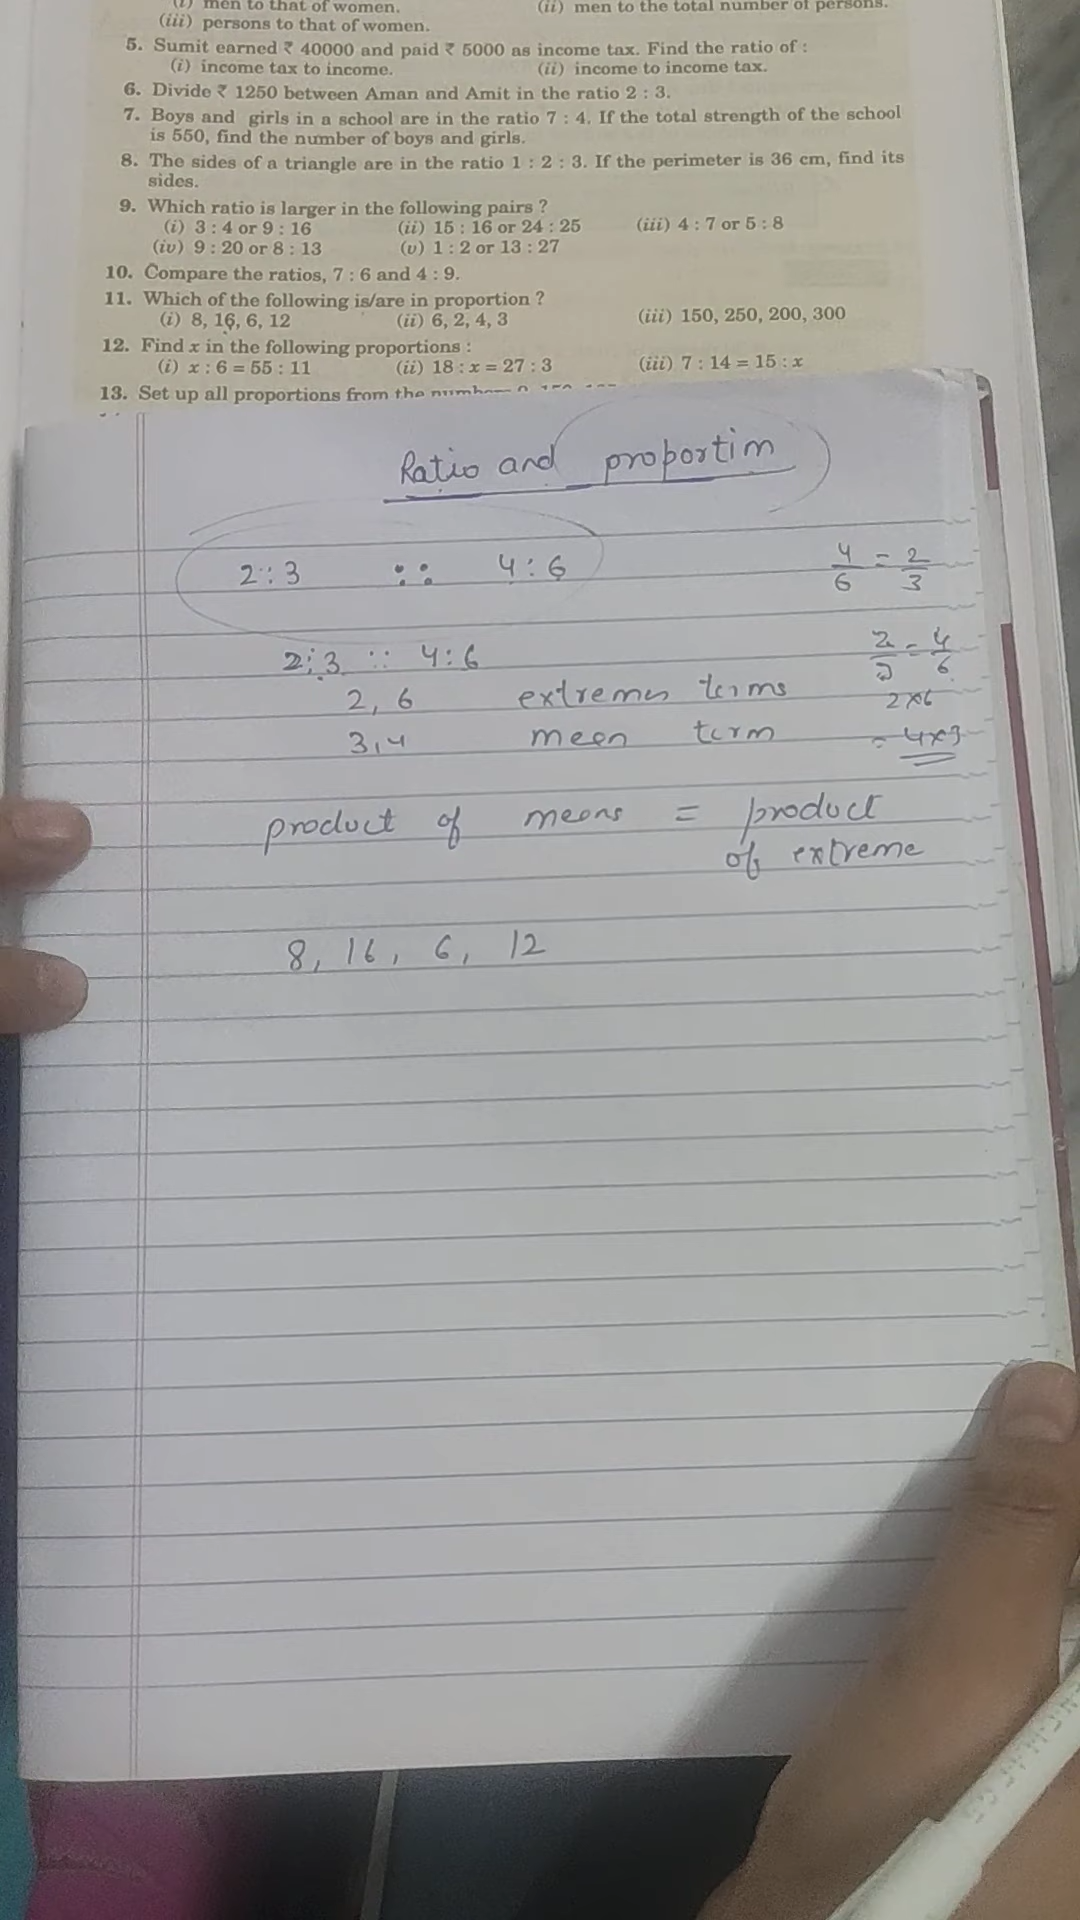 (i) men to that of women. (ii) men to the total number of persons.
(iii) persons to that of women.
5. Sumit earned ₹ 40000 and paid ₹ 5000 as income tax. Find the ratio of :
(i) income tax to income. (ii) income to income tax.
6. Divide ₹ 1250 between Aman and Amit in the ratio 2 : 3.
7. Boys and girls in a school are in the ratio 7 : 4. If the total strength of the school
is 550, find the number of boys and girls.
8. The sides of a triangle are in the ratio 1 : 2 : 3. If the perimeter is 36 cm, find its
sides.
9. Which ratio is larger in the following pairs ?
(i) 3 : 4 or 9 : 16 (ii) 15 : 16 or 24 : 25 (iii) 4 : 7 or 5 : 8
(iv) 9 : 20 or 8 : 13 (v) 1 : 2 or 13 : 27
10. Compare the ratios, 7 : 6 and 4 : 9.
11. Which of the following is/are in proportion ?
(i) 8, 16, 6, 12 (ii) 6, 2, 4, 3 (iii) 150, 250, 200, 300
12. Find x in the following proportions :
(i) x : 6 = 55 : 11 (ii) 18 : x = 27 : 3 (iii) 7 : 14 = 15 : x
13. Set up all proportions from the
Ratio and proportion
2:3 :: 4:6 4/6 = 2/3
2:3 :: 4:6 2/3 = 4/6
2, 6 extremes terms 2×6
3,4 mean term = 4×3
product of means = product
of extreme
8, 16, 6, 12